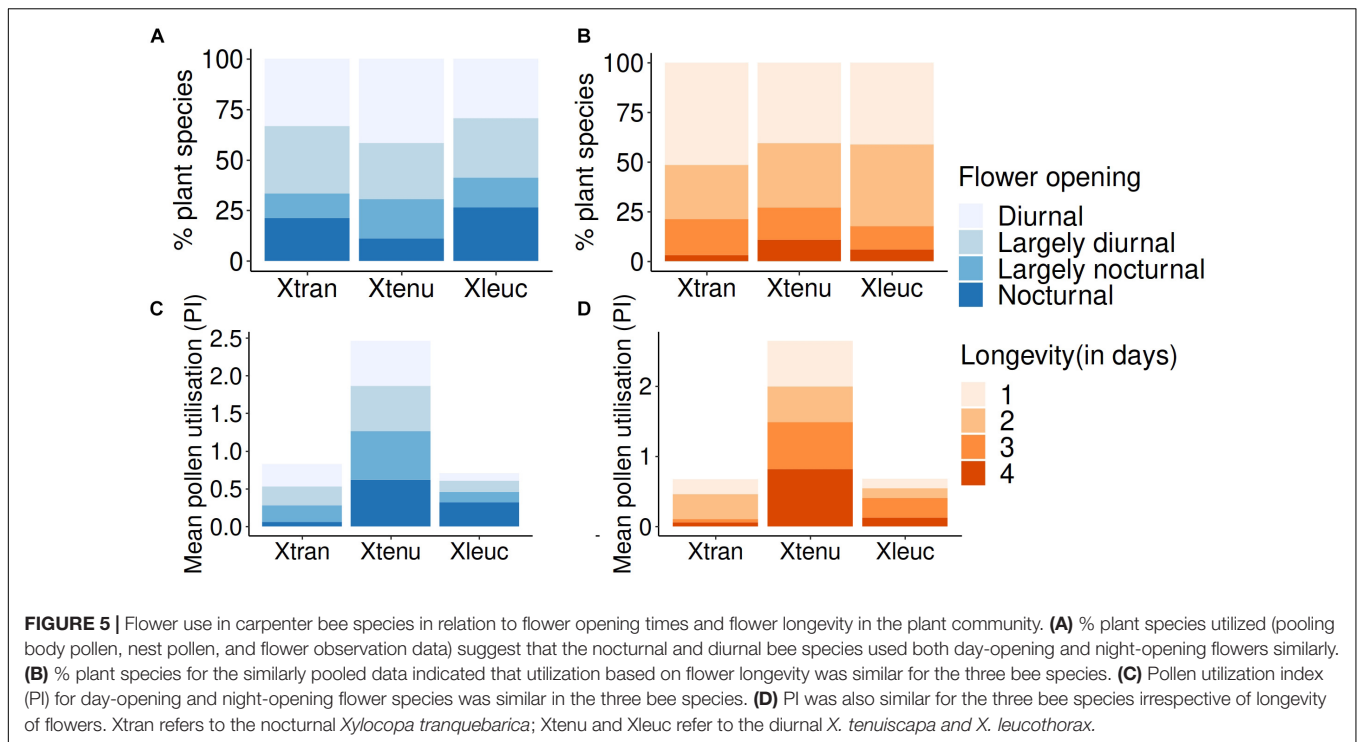 A
% plant species
100
75
50
25
0
Xtran Xtenu Xleuc
B
% plant species
100
75
50
25
0
Xtran Xtenu Xleuc
Flower opening
Diurnal
Largely diurnal
Largely nocturnal
Nocturnal
C
Mean pollen utilisation (PI)
2.5
2.0
1.5
1.0
0.5
0.0
Xtran Xtenu Xleuc
D
Mean pollen utilisation (PI)
2
1
0
Xtran Xtenu Xleuc
Longevity(in days)
1
2
3
4
FIGURE 5 | Flower use in carpenter bee species in relation to flower opening times and flower longevity in the plant community. (A) % plant species utilized (pooling
body pollen, nest pollen, and flower observation data) suggest that the nocturnal and diurnal bee species used both day-opening and night-opening flowers similarly.
(B) % plant species for the similarly pooled data indicated that utilization based on flower longevity was similar for the three bee species. (C) Pollen utilization index
(PI) for day-opening and night-opening flower species was similar in the three bee species. (D) PI was also similar for the three bee species irrespective of longevity
of flowers. Xtran refers to the nocturnal Xylocopa tranquebarica; Xtenu and Xleuc refer to the diurnal X. tenuiscapa and X. leucothorax.